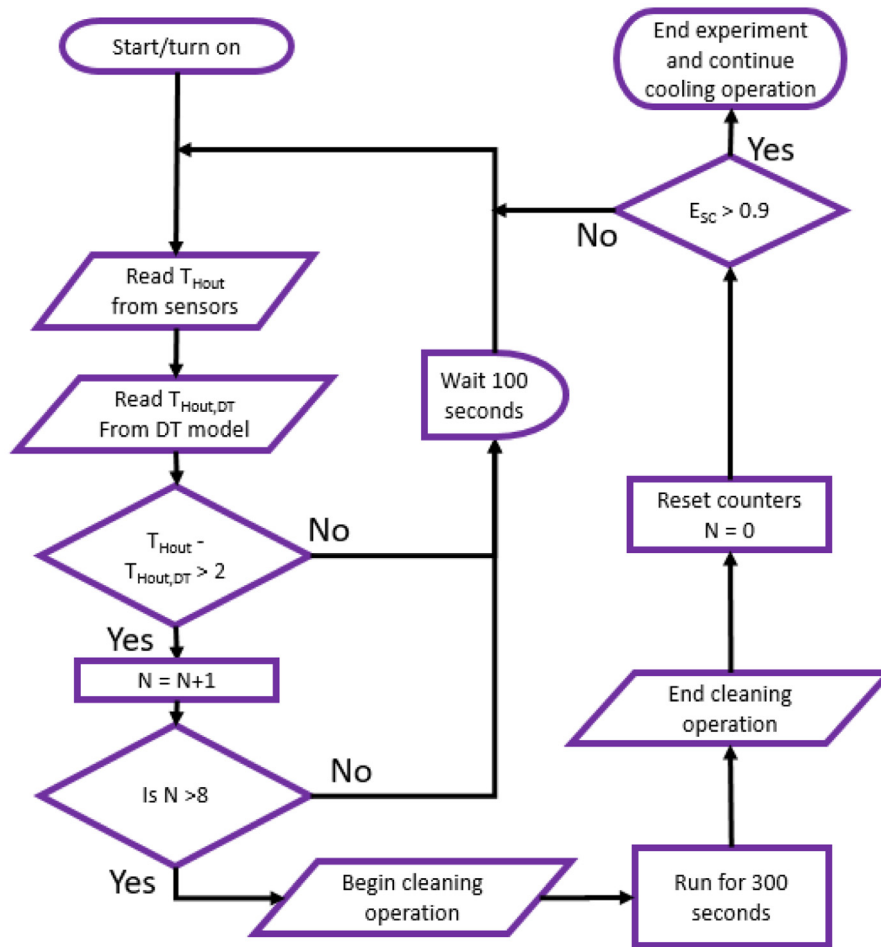 Start/turn on
Read T_Hout
from sensors
Read T_Hout,DT
From DT model
T_Hout -
T_Hout,DT > 2
No
Yes
N = N+1
Is N >8
No
Yes
Wait 100
seconds
Begin cleaning
operation
Run for 300
seconds
End cleaning
operation
Reset counters
N = 0
E_SC > 0.9
No
Yes
End experiment
and continue
cooling operation